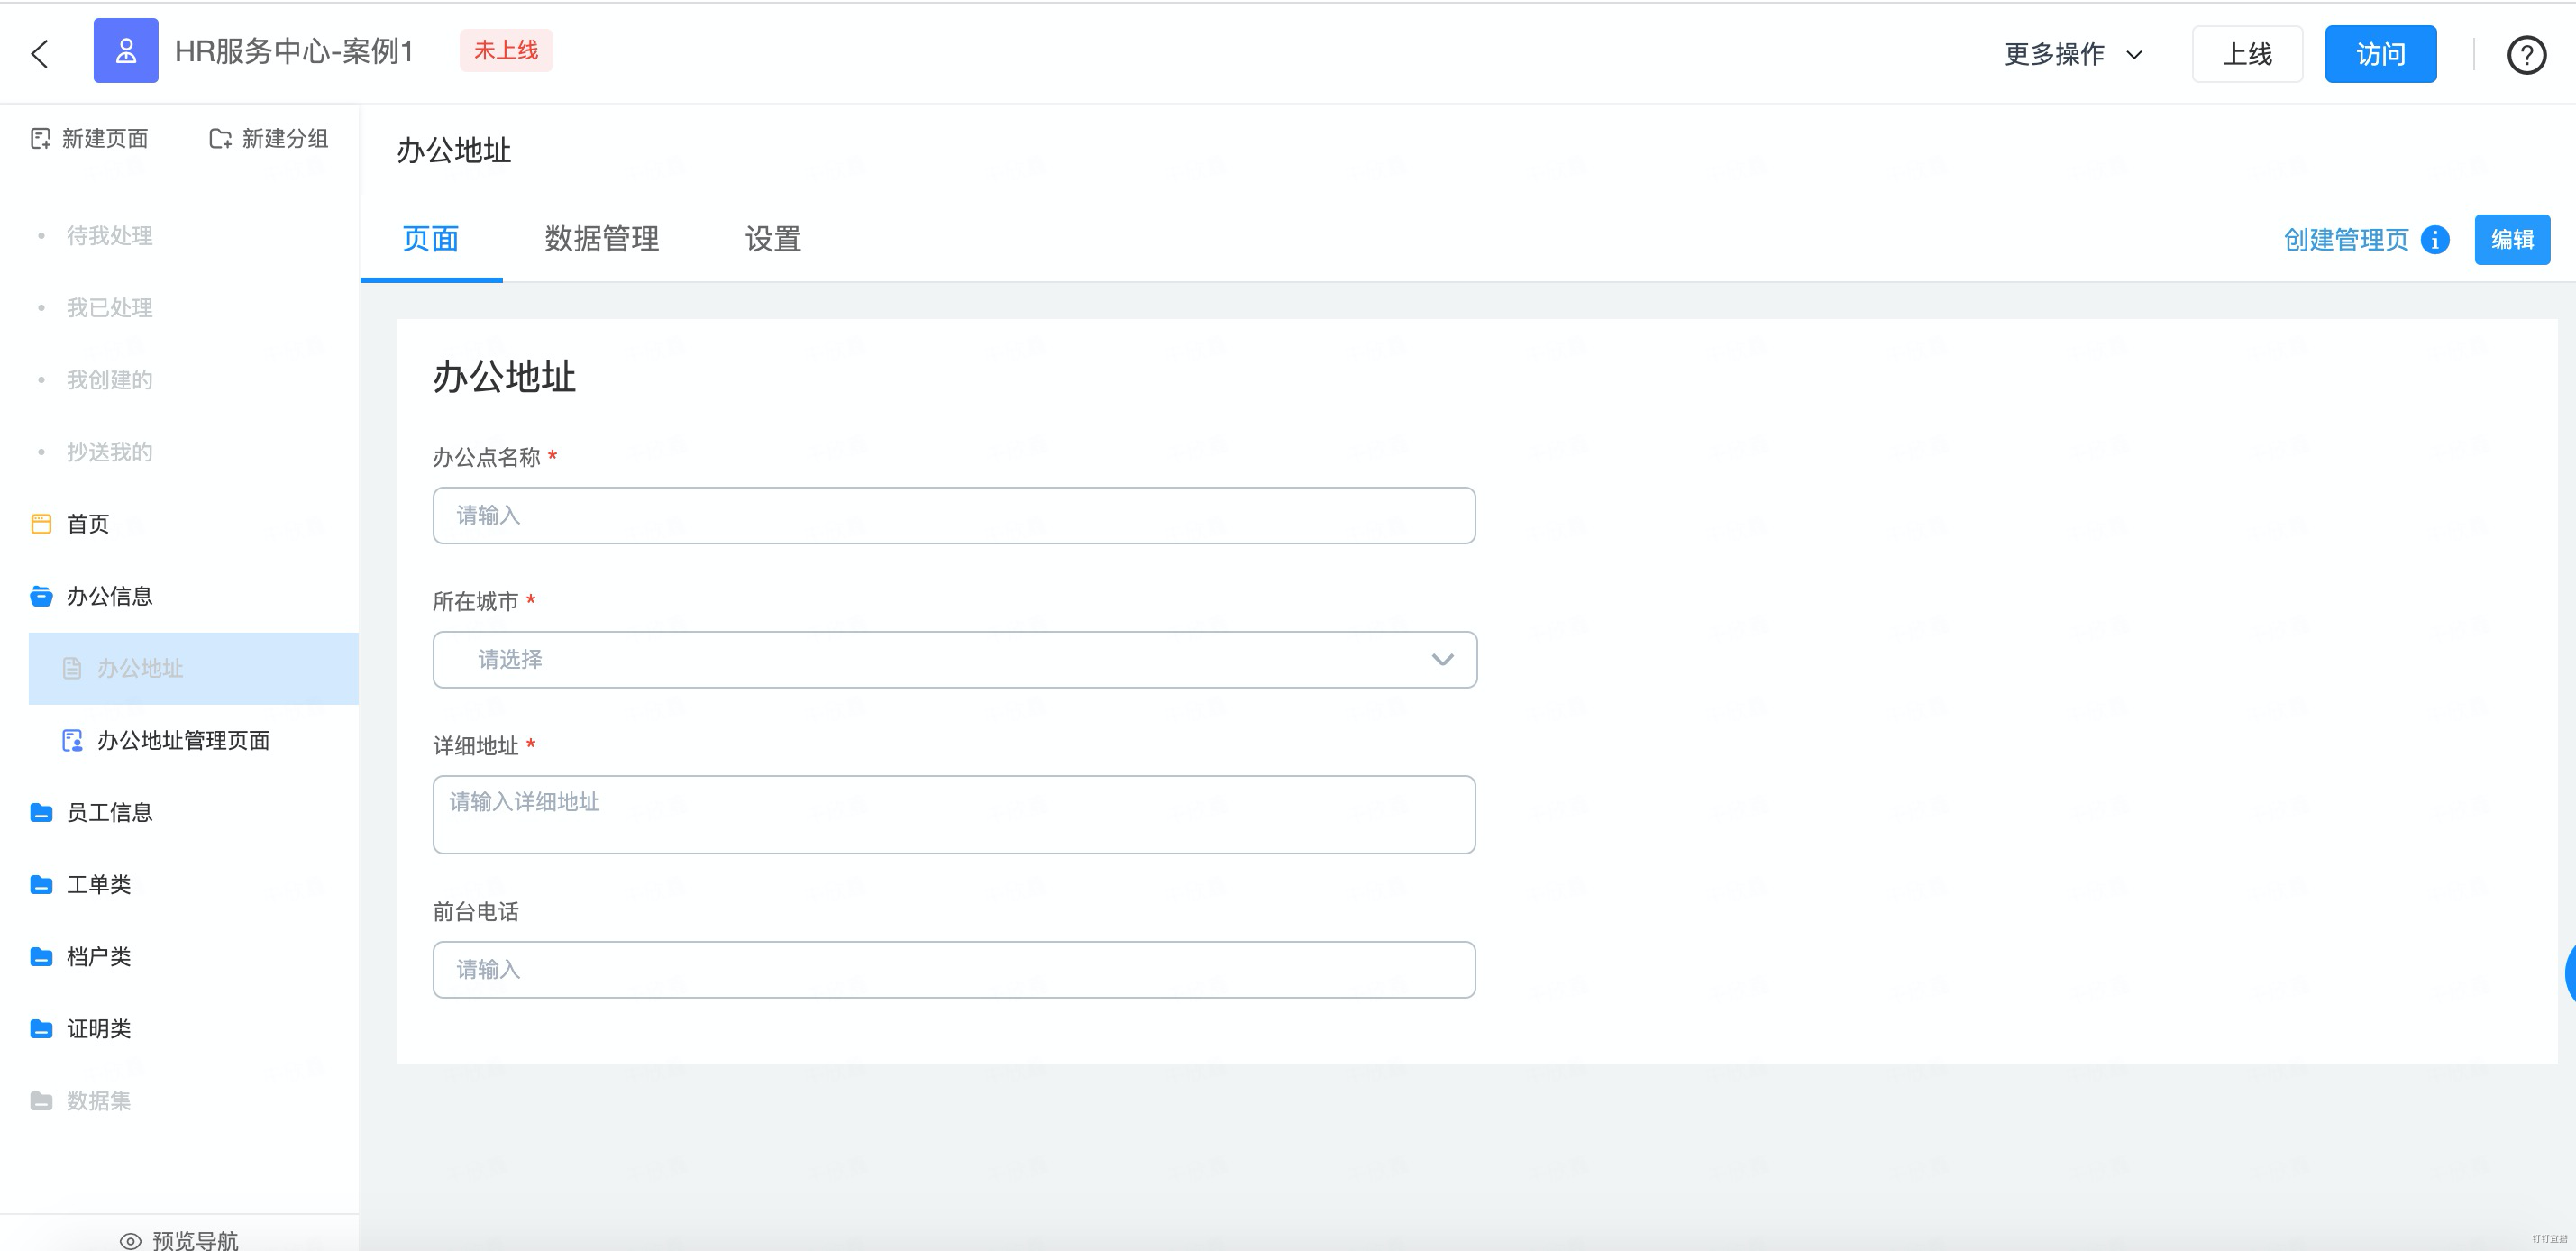 HR服务中心-案例1 未上线 更多操作 上线 访问
新建页面 新建分组
待我处理
我已处理
我创建的
抄送我的
首页
办公信息
办公地址
办公地址管理页面
员工信息
工单类
档户类
证明类
数据集
预览导航
办公地址
页面 数据管理 设置 创建管理页 编辑
办公地址
办公点名称 *
请输入
所在城市 *
请选择
详细地址 *
请输入详细地址
前台电话
请输入
钉钉直播